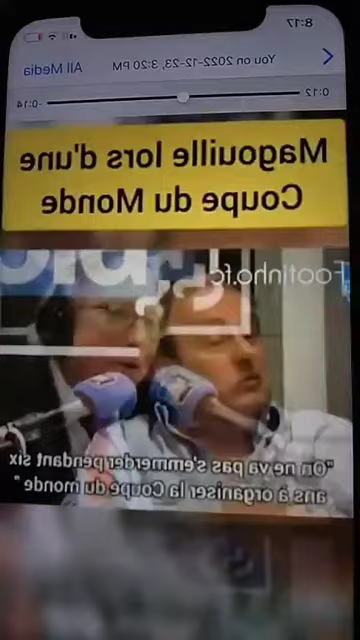 8:17
You on 2022-12-23, 3:20 PM
All Media
0:12
-0:14
Magouille lors d'une
Coupe du Monde
Footinho.fc
"On ne va pas s'emmerder pendant six
ans à organiser la Coupe du monde "